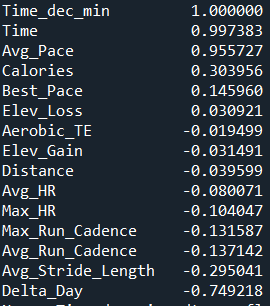 Time_dec_min 1.000000
Time 0.997383
Avg_Pace 0.955727
Calories 0.303956
Best_Pace 0.145960
Elev_Loss 0.030921
Aerobic_TE -0.019499
Elev_Gain -0.031491
Distance -0.039599
Avg_HR -0.080071
Max_HR -0.104047
Max_Run_Cadence -0.131587
Avg_Run_Cadence -0.137142
Avg_Stride_Length -0.295041
Delta_Day -0.749218